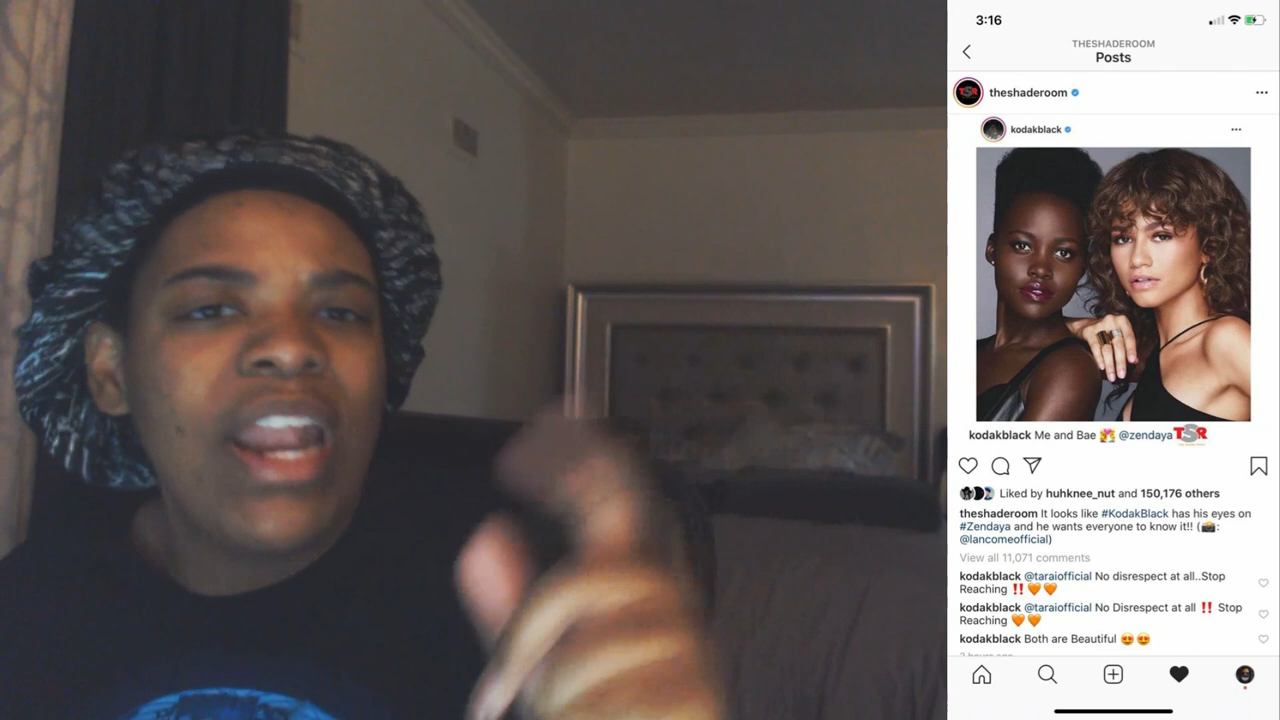 3:16
THESHADEROOM
Posts
TSR
theshaderoom
kodakblack
kodakblack Me and Bae 💏 @zendaya TSR
Liked by huhknee_nut and 150,176 others
theshaderoom It looks like #KodakBlack has his eyes on
#Zendaya and he wants everyone to know it!! (📸:
@lancomeofficial)
View all 11,071 comments
kodakblack @taraiofficial No disrespect at all..Stop
Reaching ‼️🧡🧡
kodakblack @taraiofficial No Disrespect at all ‼️ Stop
Reaching 🧡🧡
kodakblack Both are Beautiful 😍😍